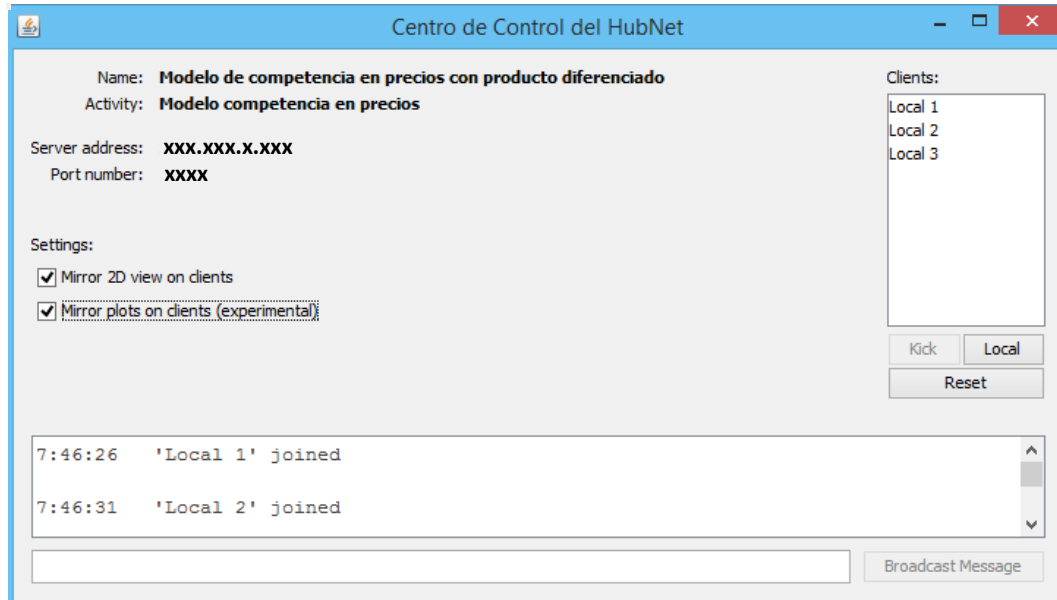 Centro de Control del HubNet
Name: Modelo de competencia en precios con producto diferenciado
Activity: Modelo competencia en precios
Server address: xxx.xxx.x.xxx
Port number: xxxx
Settings:
Mirror 2D view on clients
Mirror plots on clients (experimental)
Clients:
Local 1
Local 2
Local 3
Kick Local
Reset
7:46:26 'Local 1' joined
7:46:31 'Local 2' joined
Broadcast Message